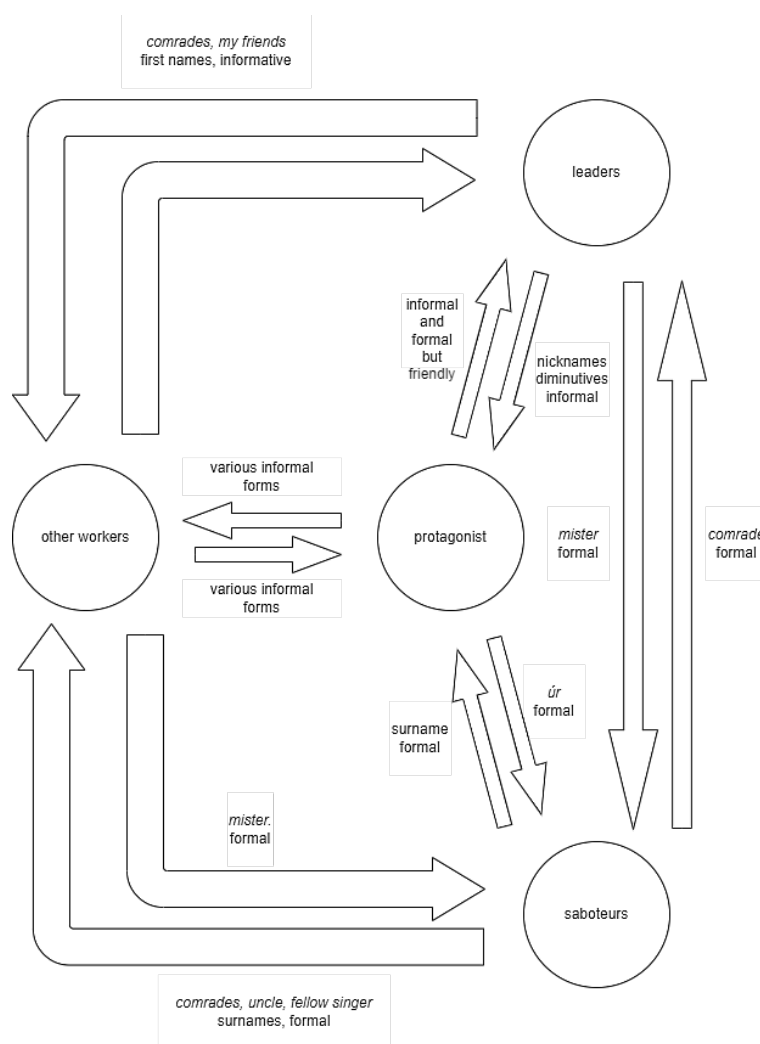 comrades, my friends
first names, informative
leaders
informal
and
formal
but
friendly
nicknames
diminutives
informal
various informal
forms
other workers
protagonist
mister
formal
comrade
formal
various informal
forms
úr
formal
surname
formal
mister.
formal
saboteurs
comrades, uncle, fellow singer
surnames, formal